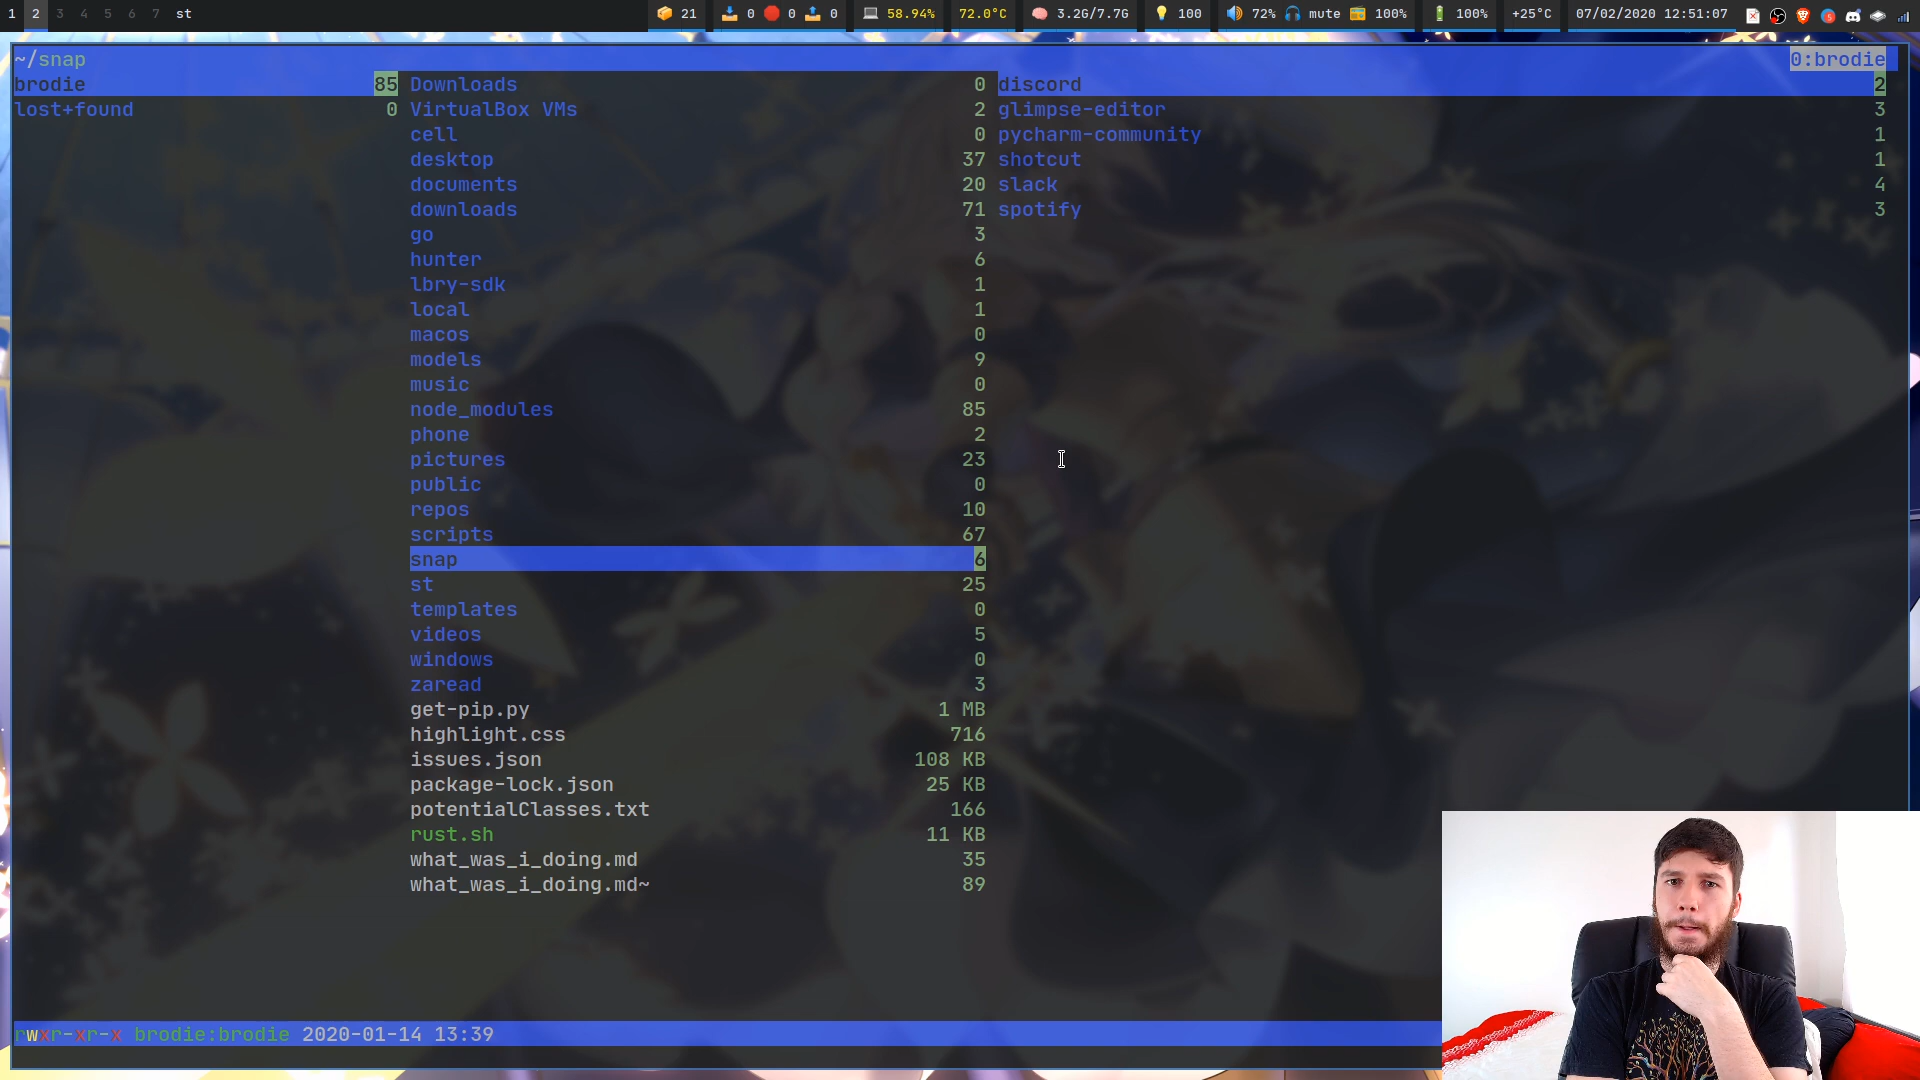 1 2 3 4 5 6 7 st 21 0 0 0 58.94% 72.0°C 3.2G/7.7G 100 72% mute 100% 100% +25°C 07/02/2020 12:51:07
~/snap 0:brodie
brodie 85 Downloads 0 discord 2
lost+found 0 VirtualBox VMs 2 glimpse-editor 3
cell 0 pycharm-community 1
desktop 37 shotcut 1
documents 20 slack 4
downloads 71 spotify 3
go 3
hunter 6
lbry-sdk 1
local 1
macos 0
models 9
music 0
node_modules 85
phone 2
pictures 23
public 0
repos 10
scripts 67
snap 6
st 25
templates 0
videos 5
windows 0
zaread 3
get-pip.py 1 MB
highlight.css 716
issues.json 108 KB
package-lock.json 25 KB
potentialClasses.txt 166
rust.sh 11 KB
what_was_i_doing.md 35
what_was_i_doing.md~ 89
rwxr-xr-x brodie:brodie 2020-01-14 13:39